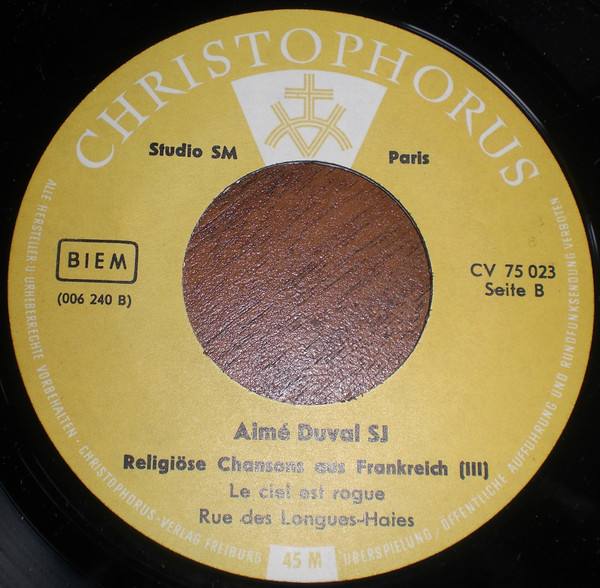 CHRISTOPHORUS
Studio SM
Paris
BIEM
(006 240 B)
CV 75 023
Seite B
Aimé Duval SJ
Religiöse Chansons aus Frankreich (III)
Le ciel est rogue
Rue des Longues-Haies
45 M
ALLE HERSTELLER U. URHEBERRECHTE VORBEHALTEN · CHRISTOPHORUS-VERLAG FREIBURG
ÜBERSPIELUNG / ÖFFENTLICHE AUFFÜHRUNG UND RUNDFUNKSENDUNG VERBOTEN